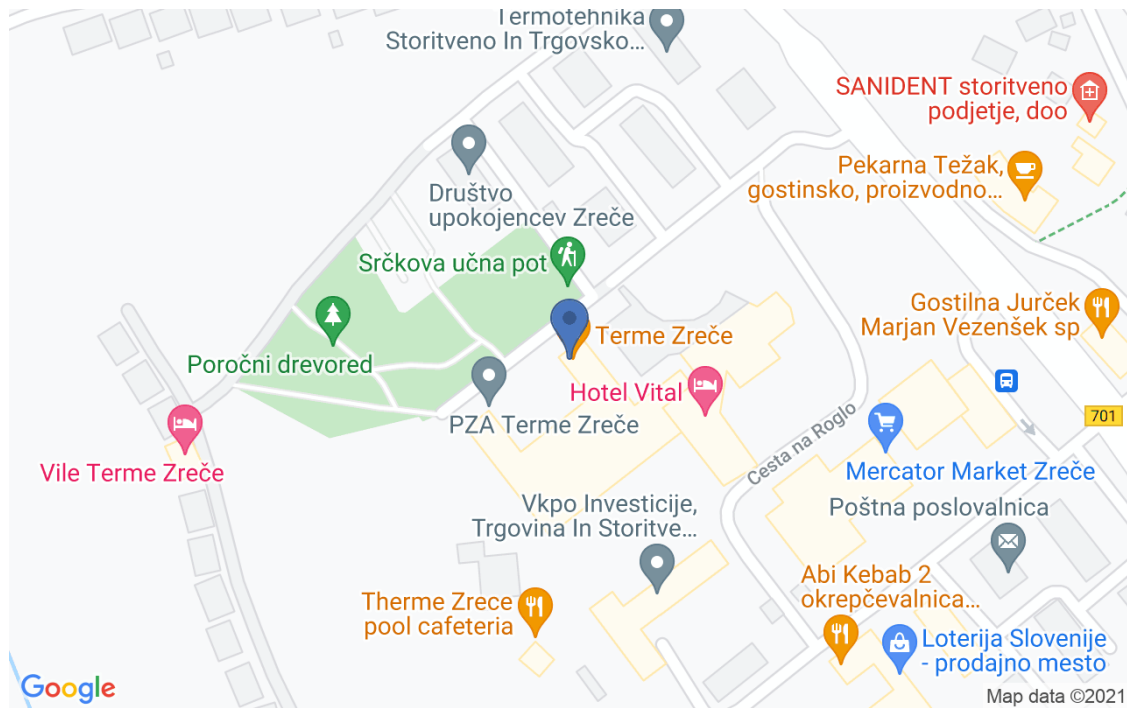 Termotehnika
Storitveno In Trgovsko...
SANIDENT storitveno
podjetje, doo
Pekarna Težak,
gostinsko, proizvodno...
Društvo
upokojencev Zreče
Srčkova učna pot
Gostilna Jurček
Marjan Vezenšek sp
Terme Zreče
Poročni drevored
Hotel Vital
701
PZA Terme Zreče
Cesta na Roglo
Vile Terme Zreče
Mercator Market Zreče
Vkpo Investicije,
Trgovina In Storitve...
Poštna poslovalnica
Abi Kebab 2
okrepčevalnica...
Therme Zrece
pool cafeteria
Loterija Slovenije
- prodajno mesto
Google
Map data ©2021